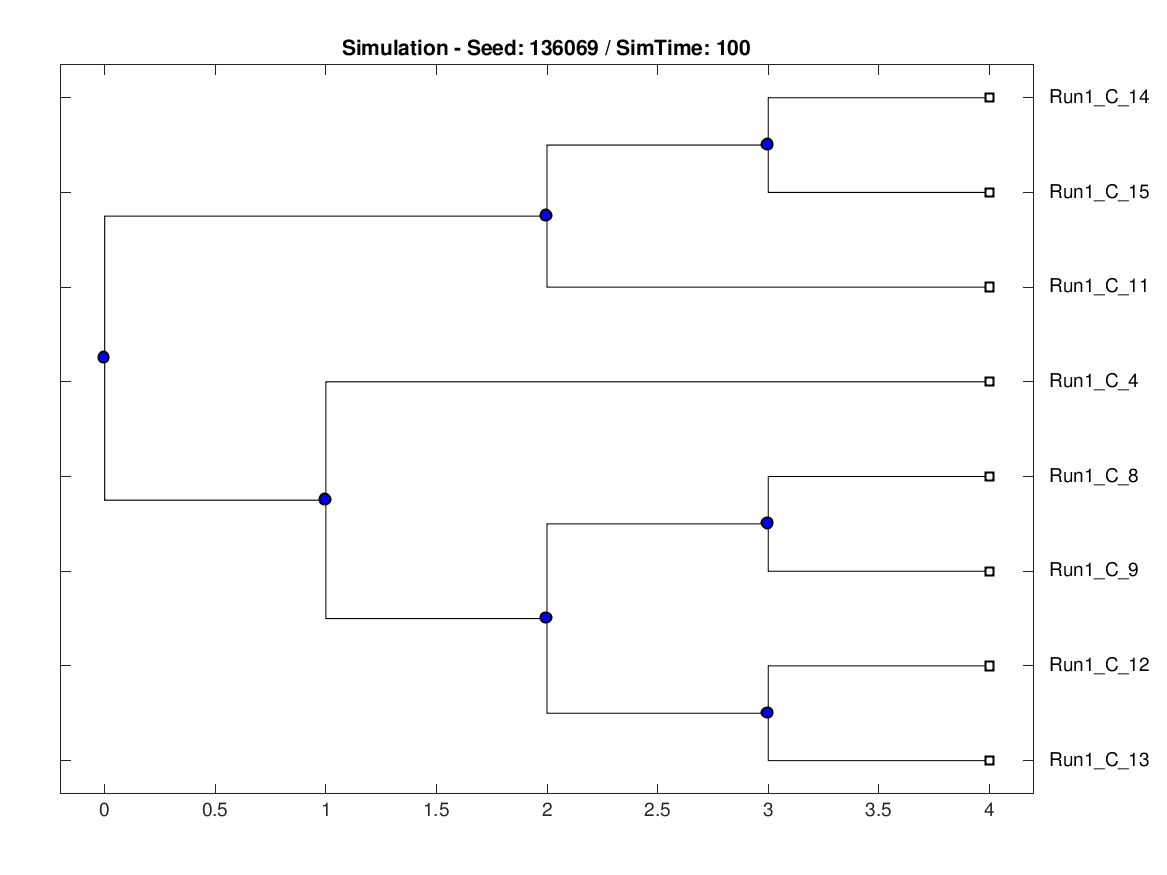 Simulation - Seed: 136069 / SimTime: 100
Run1_C_14
Run1_C_15
Run1_C_11
Run1_C_4
Run1_C_8
Run1_C_9
Run1_C_12
Run1_C_13
0 0.5 1 1.5 2 2.5 3 3.5 4